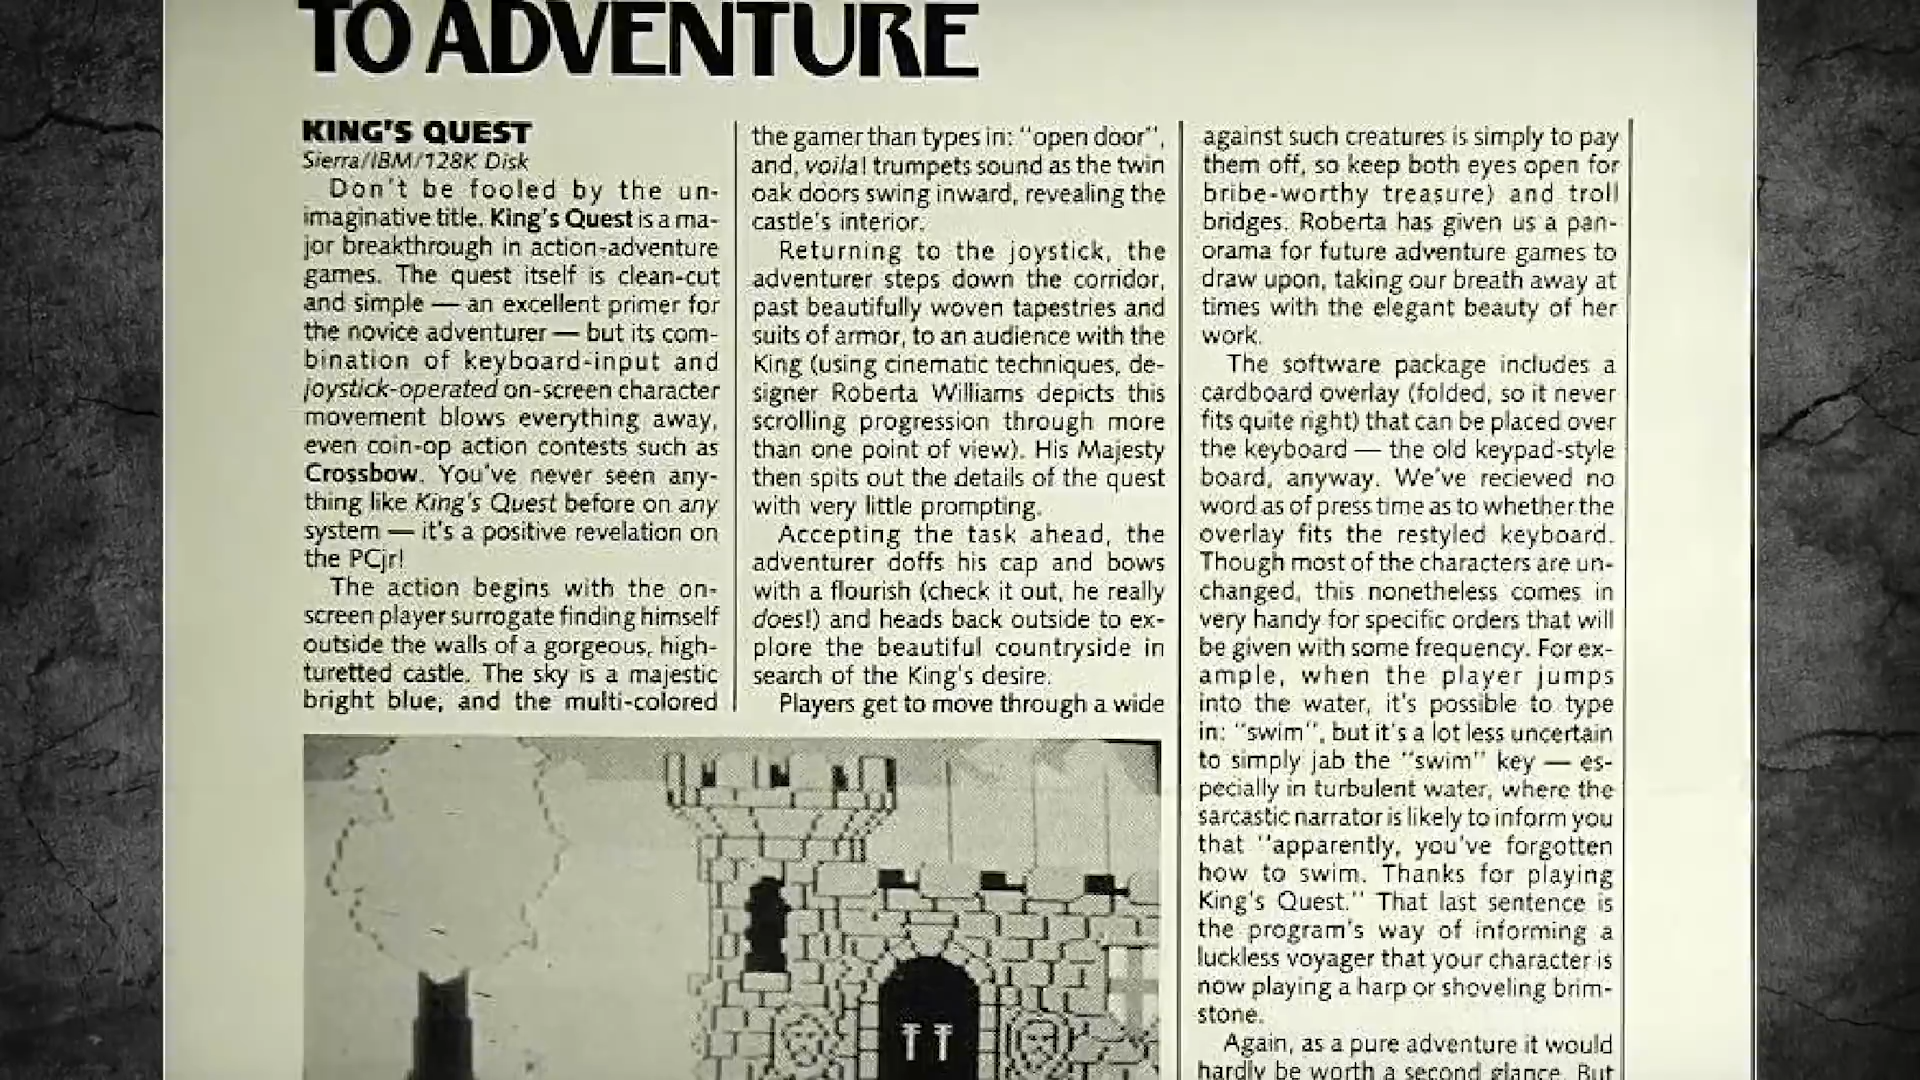 TO ADVENTURE
KING'S QUEST
Sierra/IBM/128K Disk
Don't be fooled by the un-
imaginative title. King's Quest is a ma-
jor breakthrough in action-adventure
games. The quest itself is clean-cut
and simple — an excellent primer for
the novice adventurer — but its com-
bination of keyboard-input and
joystick-operated on-screen character
movement blows everything away,
even coin-op action contests such as
Crossbow. You've never seen any-
thing like King's Quest before on any
system — it's a positive revelation on
the PCjr!
The action begins with the on-
screen player surrogate finding himself
outside the walls of a gorgeous, high-
turetted castle. The sky is a majestic
bright blue, and the multi-colored
the gamer than types in: "open door",
and, voila! trumpets sound as the twin
oak doors swing inward, revealing the
castle's interior.
Returning to the joystick, the
adventurer steps down the corridor,
past beautifully woven tapestries and
suits of armor, to an audience with the
King (using cinematic techniques, de-
signer Roberta Williams depicts this
scrolling progression through more
than one point of view). His Majesty
then spits out the details of the quest
with very little prompting.
Accepting the task ahead, the
adventurer doffs his cap and bows
with a flourish (check it out, he really
does!) and heads back outside to ex-
plore the beautiful countryside in
search of the King's desire.
Players get to move through a wide
against such creatures is simply to pay
them off, so keep both eyes open for
bribe-worthy treasure) and troll
bridges. Roberta has given us a pan-
orama for future adventure games to
draw upon, taking our breath away at
times with the elegant beauty of her
work.
The software package includes a
cardboard overlay (folded, so it never
fits quite right) that can be placed over
the keyboard — the old keypad-style
board, anyway. We've recieved no
word as of press time as to whether the
overlay fits the restyled keyboard.
Though most of the characters are un-
changed, this nonetheless comes in
very handy for specific orders that will
be given with some frequency. For ex-
ample, when the player jumps
into the water, it's possible to type
in: "swim", but it's a lot less uncertain
to simply jab the "swim" key — es-
pecially in turbulent water, where the
sarcastic narrator is likely to inform you
that "apparently, you've forgotten
how to swim. Thanks for playing
King's Quest." That last sentence is
the program's way of informing a
luckless voyager that your character is
now playing a harp or shoveling brim-
stone.
Again, as a pure adventure it would
hardly be worth a second glance. But